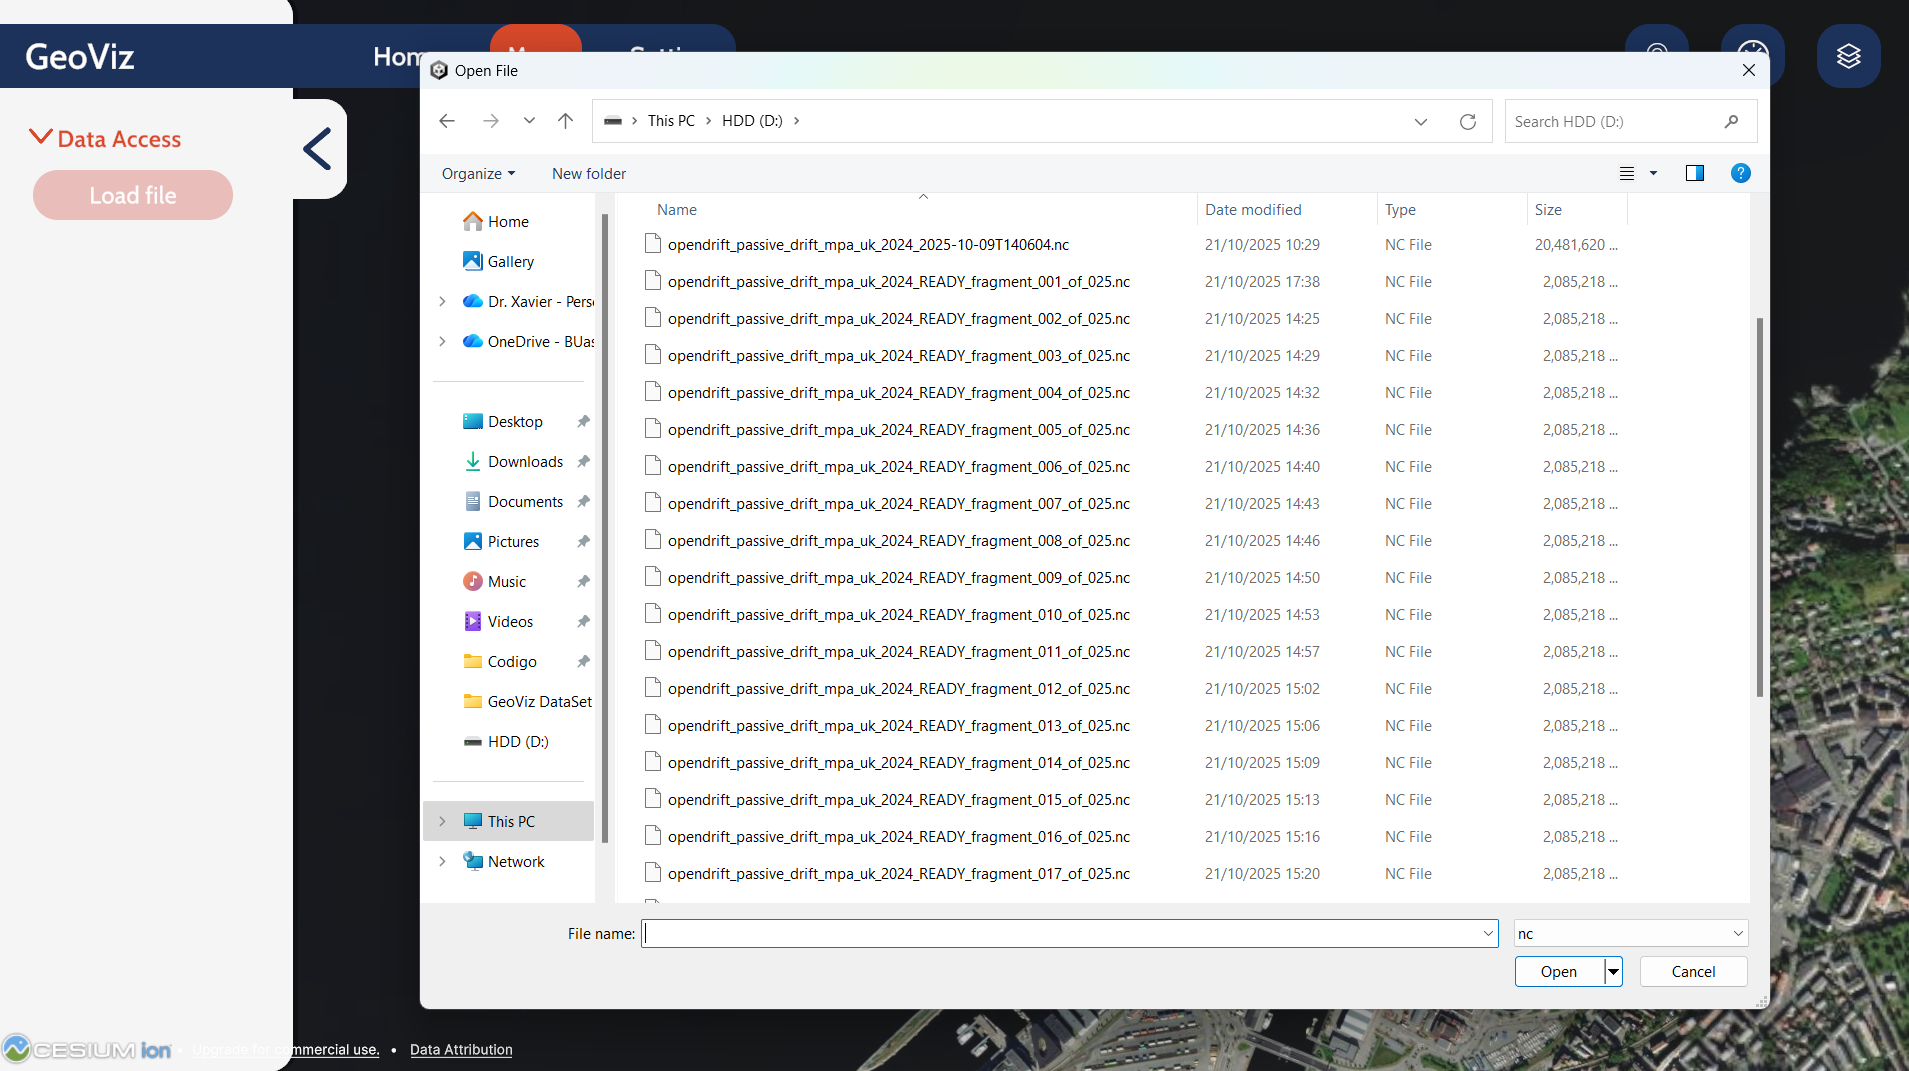 GeoViz
Hom
Open File
This PC
HDD (D:)
Search HDD (D:)
Data Access
Load file
Organize
New folder
Name
Date modified
Type
Size
Home
Gallery
Dr. Xavier - Perso
OneDrive - BUas
Desktop
Downloads
Documents
Pictures
Music
Videos
Codigo
GeoViz DataSet
HDD (D:)
This PC
Network
opendrift_passive_drift_mpa_uk_2024_2025-10-09T140604.nc 21/10/2025 10:29 NC File 20,481,620 ...
opendrift_passive_drift_mpa_uk_2024_READY_fragment_001_of_025.nc 21/10/2025 17:38 NC File 2,085,218 ...
opendrift_passive_drift_mpa_uk_2024_READY_fragment_002_of_025.nc 21/10/2025 14:25 NC File 2,085,218 ...
opendrift_passive_drift_mpa_uk_2024_READY_fragment_003_of_025.nc 21/10/2025 14:29 NC File 2,085,218 ...
opendrift_passive_drift_mpa_uk_2024_READY_fragment_004_of_025.nc 21/10/2025 14:32 NC File 2,085,218 ...
opendrift_passive_drift_mpa_uk_2024_READY_fragment_005_of_025.nc 21/10/2025 14:36 NC File 2,085,218 ...
opendrift_passive_drift_mpa_uk_2024_READY_fragment_006_of_025.nc 21/10/2025 14:40 NC File 2,085,218 ...
opendrift_passive_drift_mpa_uk_2024_READY_fragment_007_of_025.nc 21/10/2025 14:43 NC File 2,085,218 ...
opendrift_passive_drift_mpa_uk_2024_READY_fragment_008_of_025.nc 21/10/2025 14:46 NC File 2,085,218 ...
opendrift_passive_drift_mpa_uk_2024_READY_fragment_009_of_025.nc 21/10/2025 14:50 NC File 2,085,218 ...
opendrift_passive_drift_mpa_uk_2024_READY_fragment_010_of_025.nc 21/10/2025 14:53 NC File 2,085,218 ...
opendrift_passive_drift_mpa_uk_2024_READY_fragment_011_of_025.nc 21/10/2025 14:57 NC File 2,085,218 ...
opendrift_passive_drift_mpa_uk_2024_READY_fragment_012_of_025.nc 21/10/2025 15:02 NC File 2,085,218 ...
opendrift_passive_drift_mpa_uk_2024_READY_fragment_013_of_025.nc 21/10/2025 15:06 NC File 2,085,218 ...
opendrift_passive_drift_mpa_uk_2024_READY_fragment_014_of_025.nc 21/10/2025 15:09 NC File 2,085,218 ...
opendrift_passive_drift_mpa_uk_2024_READY_fragment_015_of_025.nc 21/10/2025 15:13 NC File 2,085,218 ...
opendrift_passive_drift_mpa_uk_2024_READY_fragment_016_of_025.nc 21/10/2025 15:16 NC File 2,085,218 ...
opendrift_passive_drift_mpa_uk_2024_READY_fragment_017_of_025.nc 21/10/2025 15:20 NC File 2,085,218 ...
File name:
nc
Open
Cancel
CESIUM ion • Upgrade for commercial use. • Data Attribution